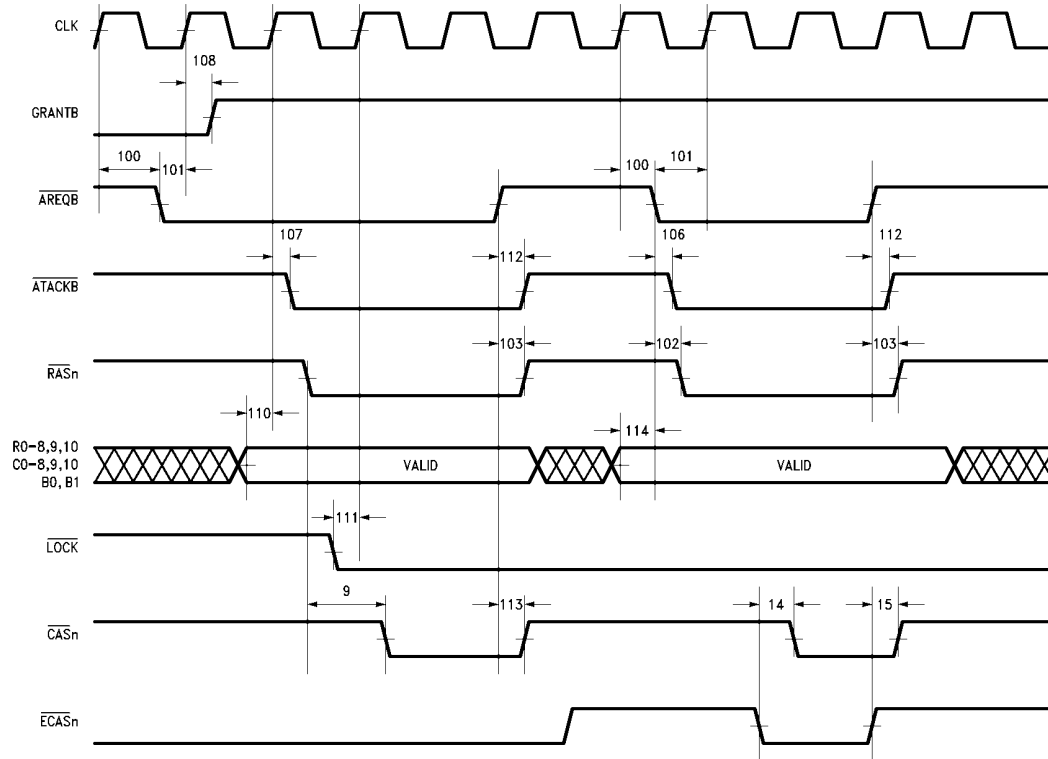 CLK
108
GRANTB
100 101 100 101
AREQB
107 112 106 112
ATACKB
103 102 103
RASn
110 114
R0-8,9,10
C0-8,9,10 VALID VALID
B0, B1
111
LOCK
9 113 14 15
CASn
ECASn